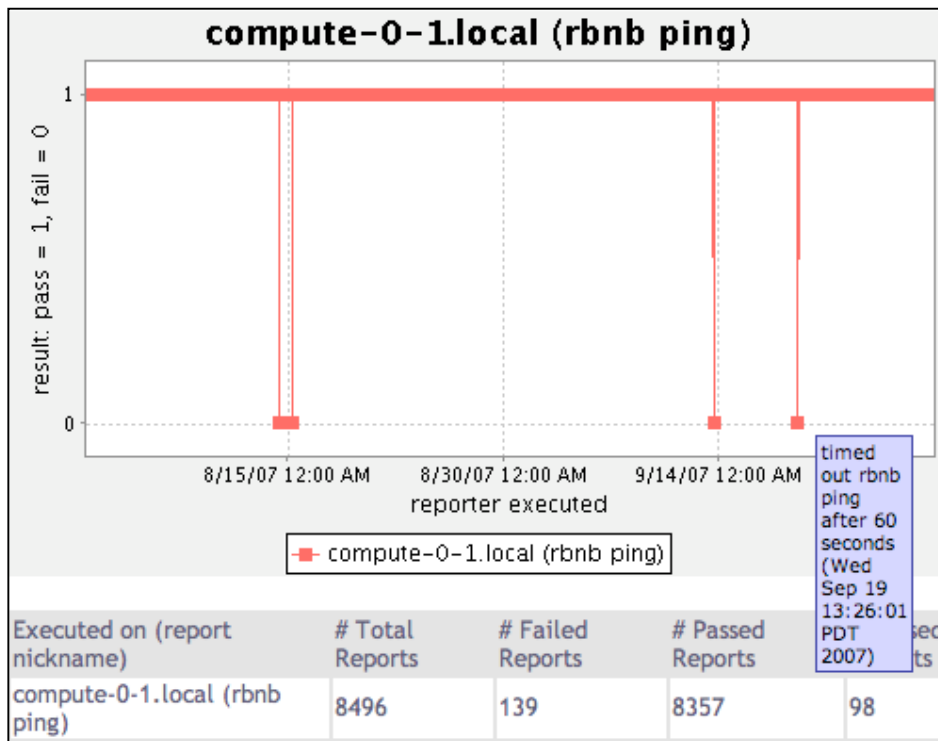 compute-0-1.local (rbnb ping)
result: pass = 1, fail = 0
1
0
8/15/07 12:00 AM
8/30/07 12:00 AM
9/14/07 12:00 AM
reporter executed
compute-0-1.local (rbnb ping)
timed
out rbnb
ping
after 60
seconds
(Wed
Sep 19
13:26:01
PDT
2007)
Executed on (report
nickname)
# Total
Reports
# Failed
Reports
# Passed
Reports
compute-0-1.local (rbnb
ping)
8496
139
8357
98